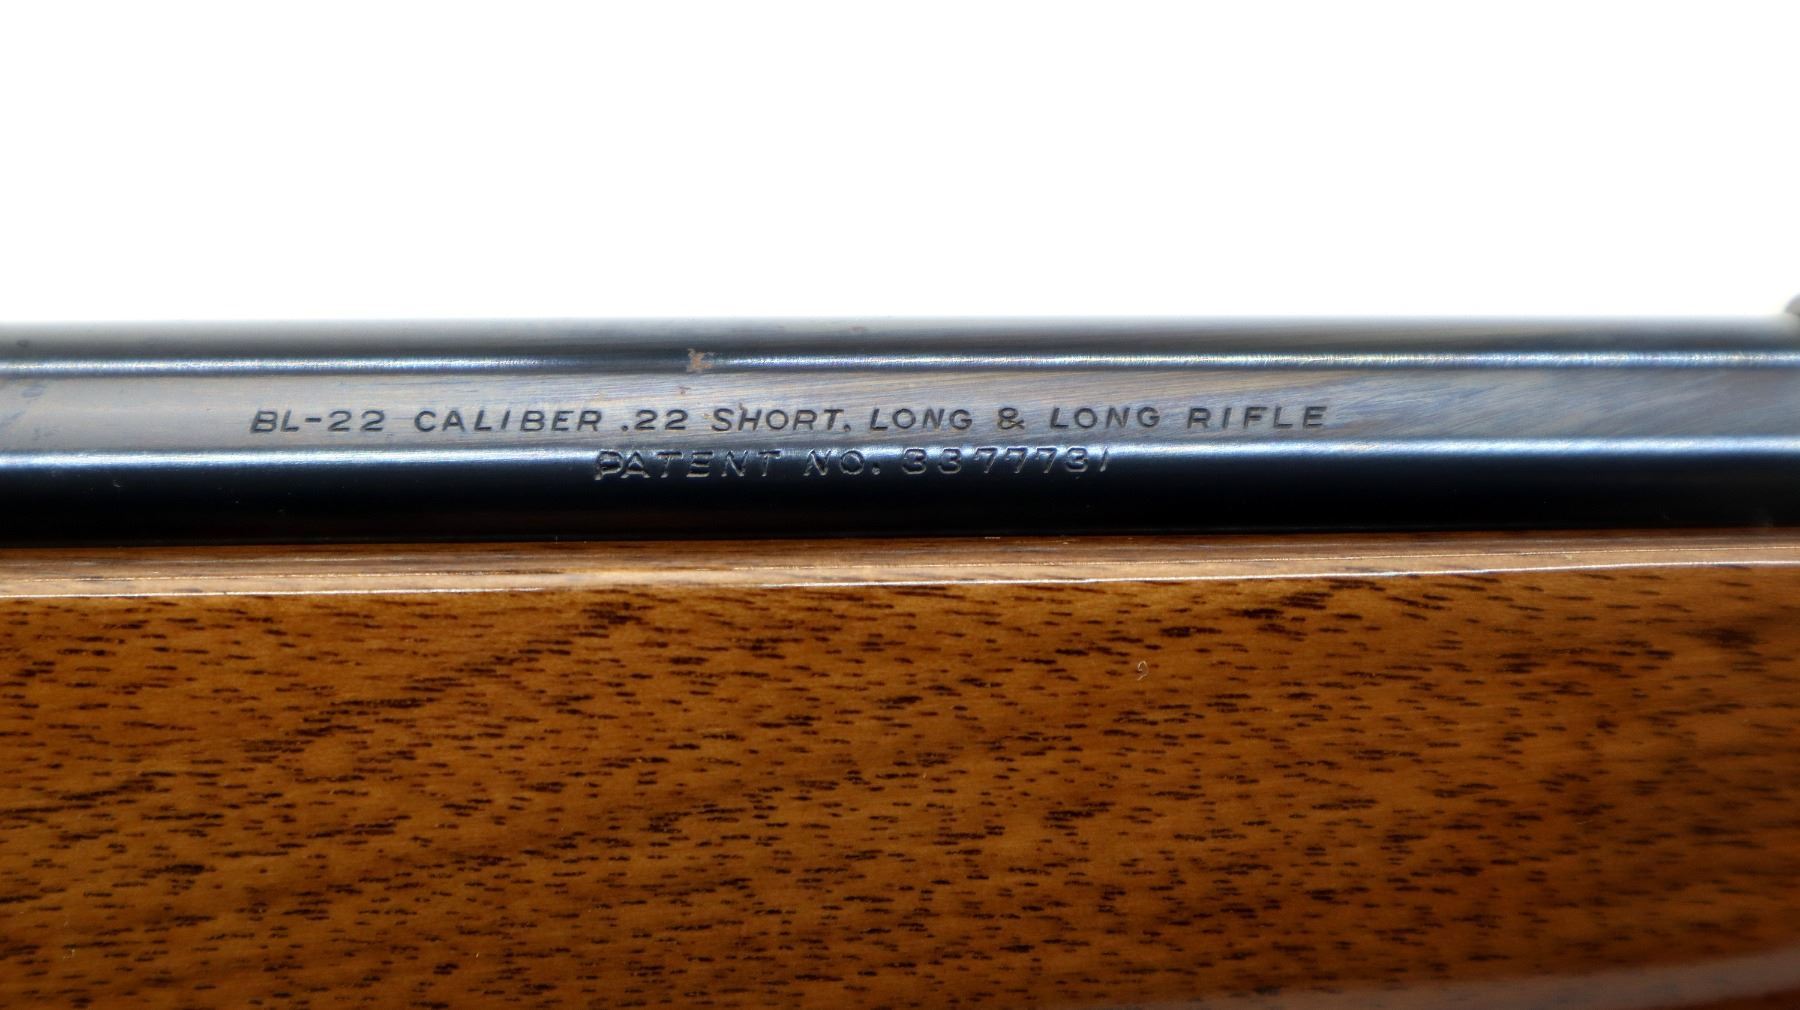 BL-22 CALIBER .22 SHORT, LONG & LONG RIFLE
PATENT NO. 3377731